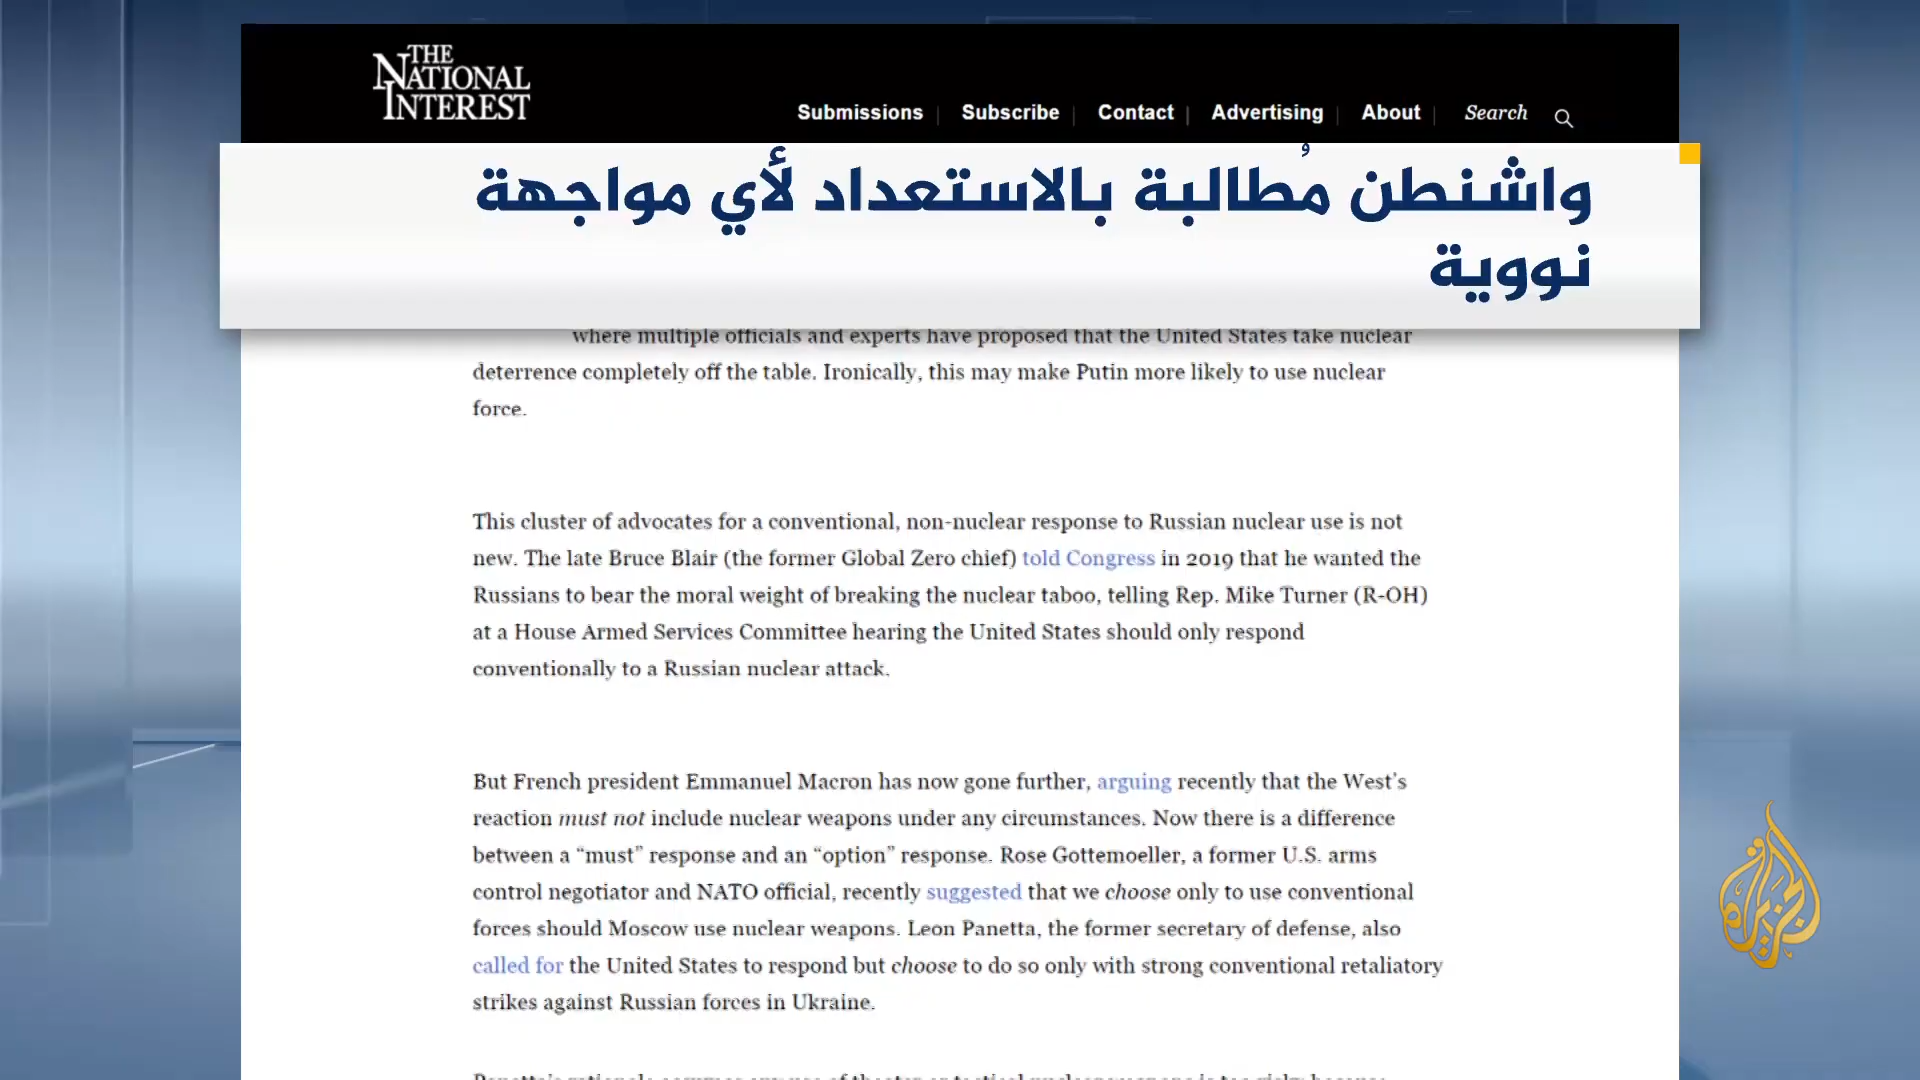 THE
NATIONAL
INTEREST
Submissions | Subscribe | Contact | Advertising | About | Search
واشنطن مُطالبة بالاستعداد لأي مواجهة
نووية
where multiple officials and experts have proposed that the United States take nuclear
deterrence completely off the table. Ironically, this may make Putin more likely to use nuclear
force.
This cluster of advocates for a conventional, non-nuclear response to Russian nuclear use is not
new. The late Bruce Blair (the former Global Zero chief) told Congress in 2019 that he wanted the
Russians to bear the moral weight of breaking the nuclear taboo, telling Rep. Mike Turner (R-OH)
at a House Armed Services Committee hearing the United States should only respond
conventionally to a Russian nuclear attack.
But French president Emmanuel Macron has now gone further, arguing recently that the West's
reaction must not include nuclear weapons under any circumstances. Now there is a difference
between a “must” response and an “option” response. Rose Gottemoeller, a former U.S. arms
control negotiator and NATO official, recently suggested that we choose only to use conventional
forces should Moscow use nuclear weapons. Leon Panetta, the former secretary of defense, also
called for the United States to respond but choose to do so only with strong conventional retaliatory
strikes against Russian forces in Ukraine.
الجزيرة